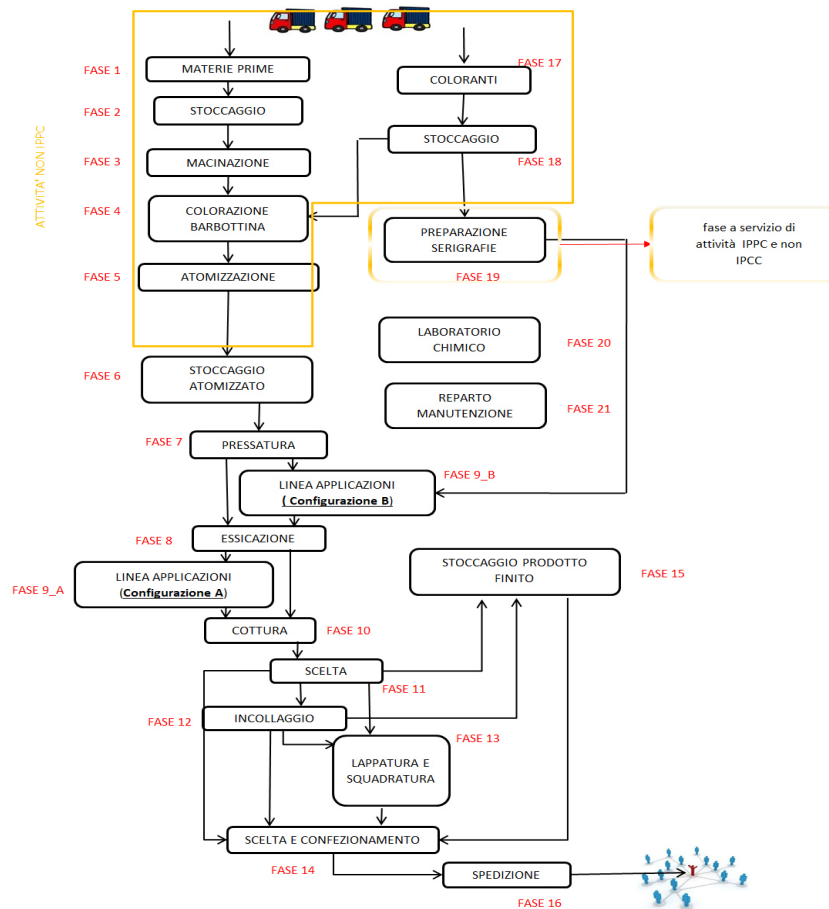 FASE 1
MATERIE PRIME
FASE 17
COLORANTI
FASE 2
STOCCAGGIO
STOCCAGGIO
FASE 18
FASE 3
MACINAZIONE
ATTIVITA' NON IPPC
FASE 4
COLORAZIONE
BARBOTTINA
PREPARAZIONE
SERIGRAFIE
FASE 19
fase a servizio di
attività IPPC e non
IPCC
FASE 5
ATOMIZZAZIONE
LABORATORIO
CHIMICO
FASE 20
FASE 6
STOCCAGGIO
ATOMIZZATO
REPARTO
MANUTENZIONE
FASE 21
FASE 7
PRESSATURA
FASE 9_B
LINEA APPLICAZIONI
( Configurazione B)
FASE 8
ESSICAZIONE
FASE 9_A
LINEA APPLICAZIONI
(Configurazione A)
STOCCAGGIO PRODOTTO
FINITO
FASE 15
COTTURA
FASE 10
SCELTA
FASE 11
FASE 12
INCOLLAGGIO
FASE 13
LAPPATURA E
SQUADRATURA
SCELTA E CONFEZIONAMENTO
FASE 14
SPEDIZIONE
FASE 16